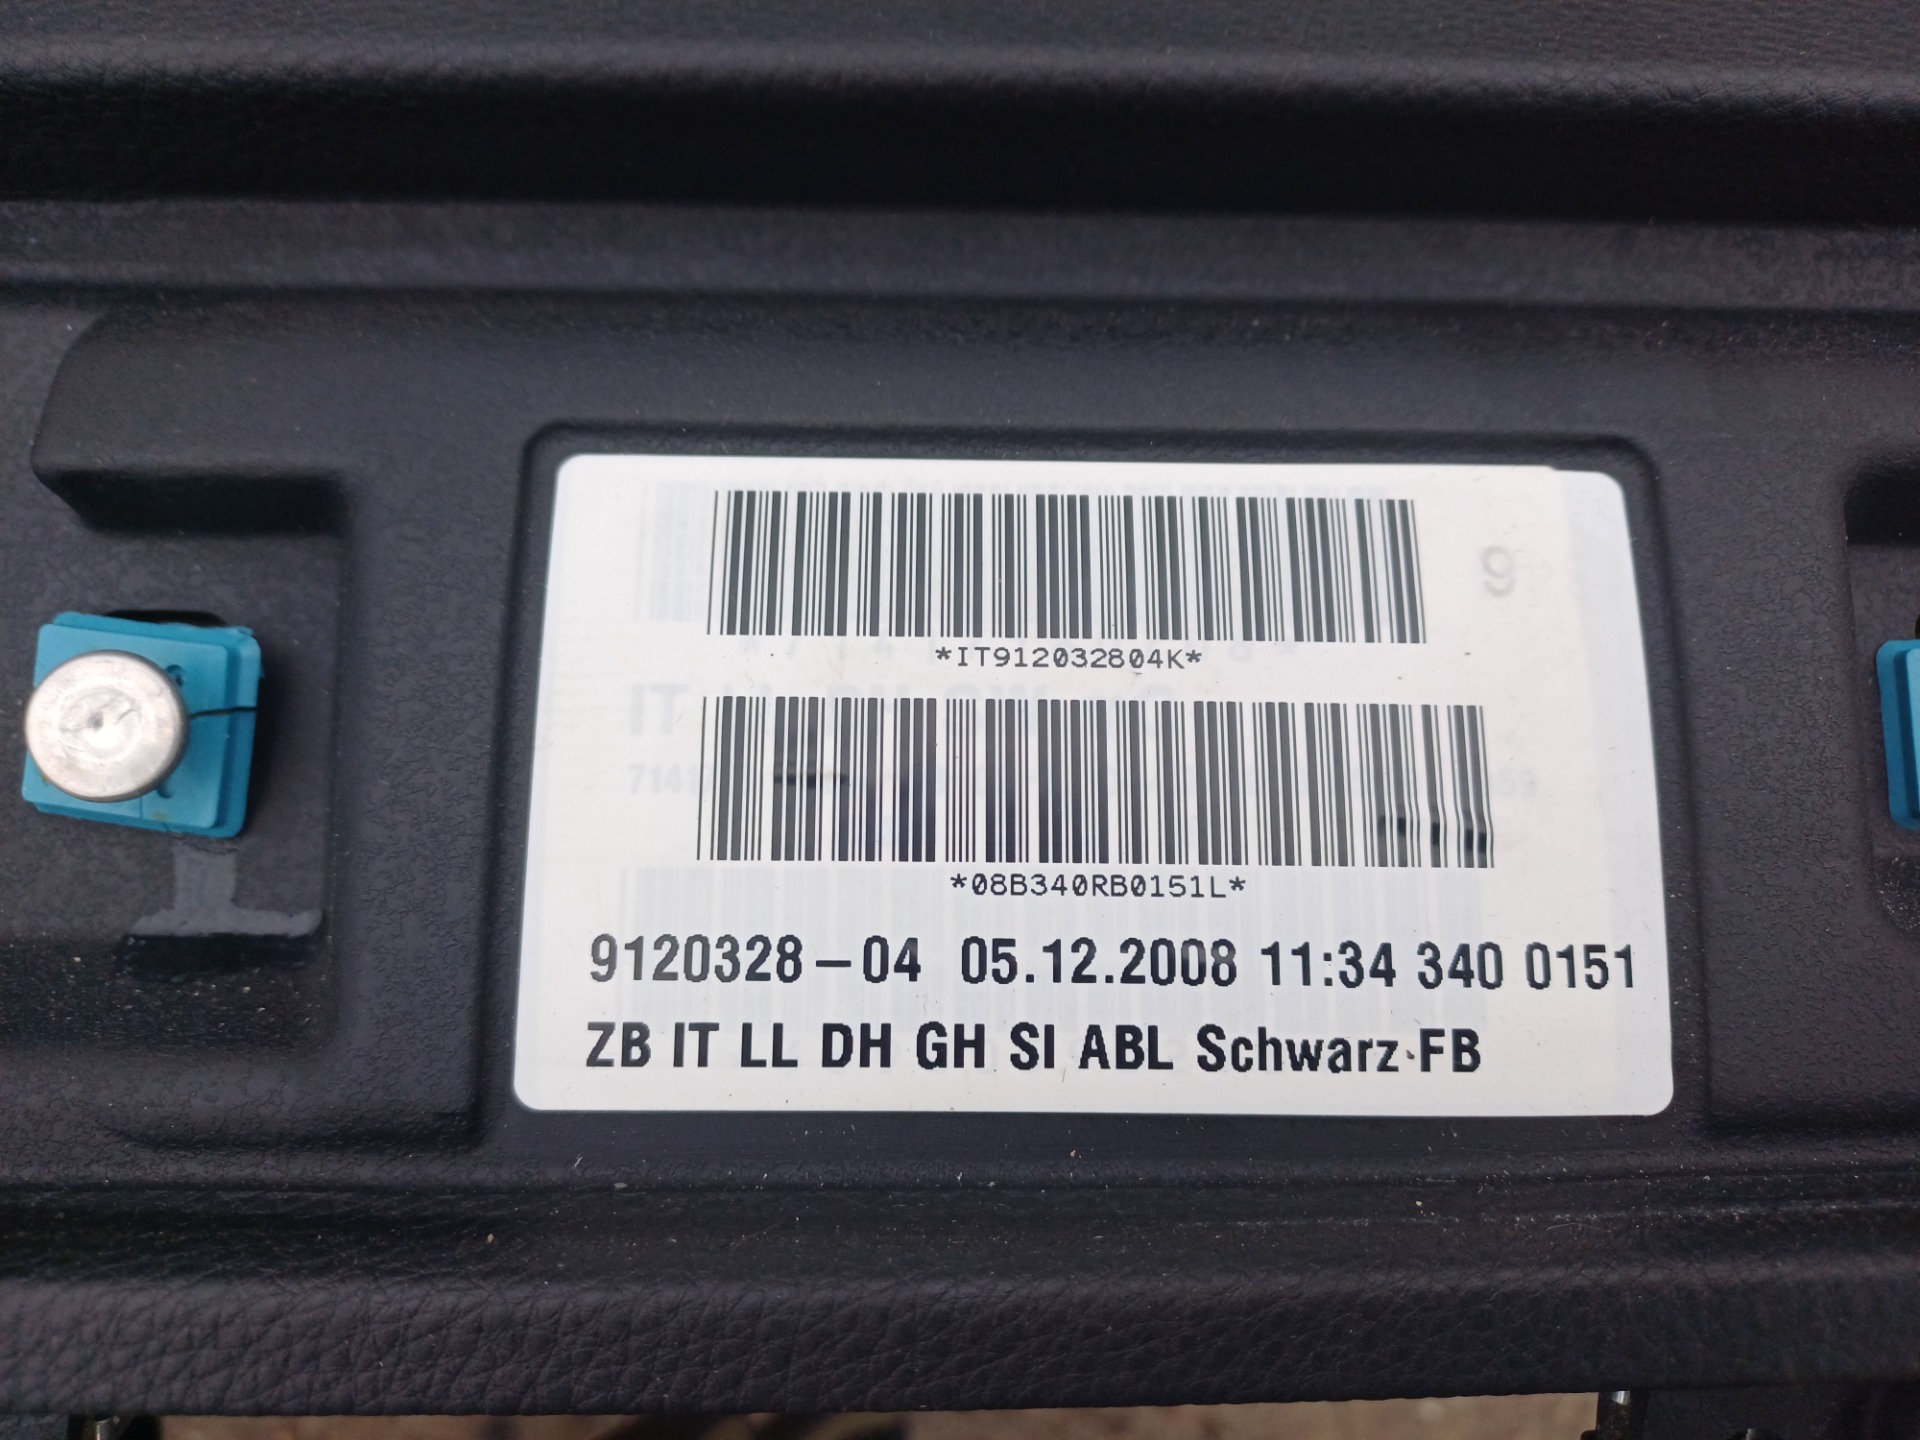 9
*IT912032804K*
*08B340RB0151L*
9120328-04 05.12.2008 11:34 340 0151
ZB IT LL DH GH SI ABL Schwarz FB